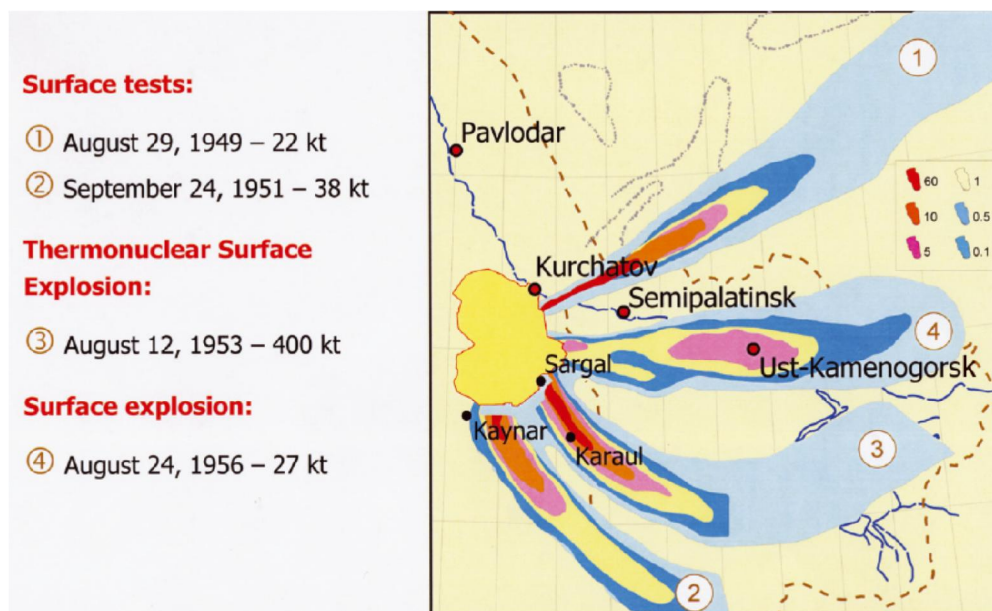 Surface tests:
① August 29, 1949 – 22 kt
② September 24, 1951 – 38 kt
Thermonuclear Surface
Explosion:
③ August 12, 1953 – 400 kt
Surface explosion:
④ August 24, 1956 – 27 kt
1
Pavlodar
60 1
10 0.5
5 0.1
Kurchatov
Semipalatinsk
4
Sargal
Ust-Kamenogorsk
Kaynar
Karaul
3
2